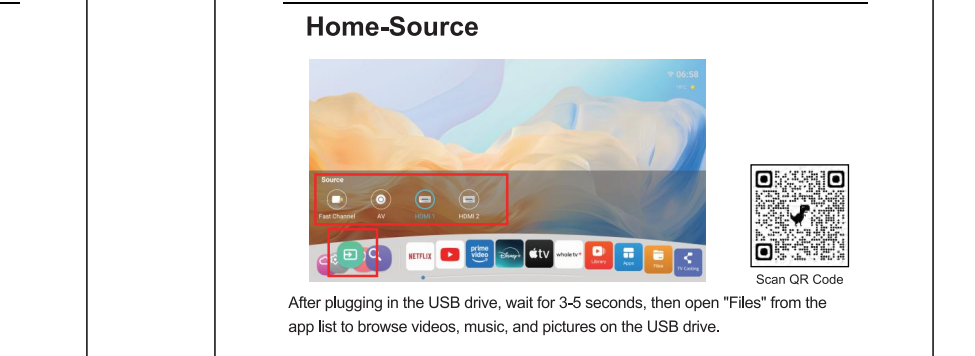 Home-Source
06:58
Source
Fast Channel AV HDMI 1 HDMI 2
NETFLIX prime video Disney+ tv whale tv+ Library Apps Files TV Casting
Scan QR Code
After plugging in the USB drive, wait for 3-5 seconds, then open "Files" from the
app list to browse videos, music, and pictures on the USB drive.